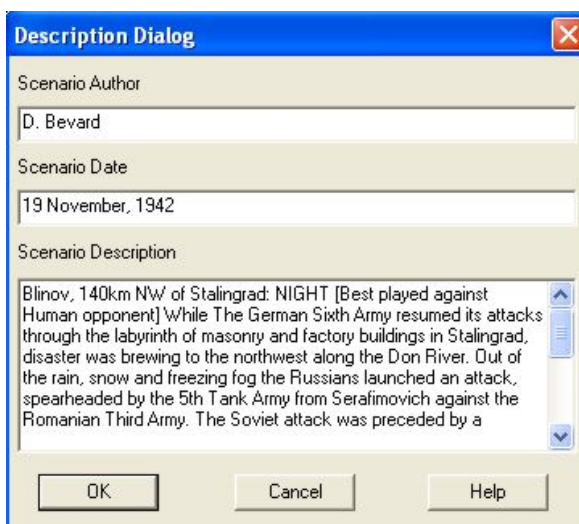 Description Dialog
Scenario Author
D. Bevard
Scenario Date
19 November, 1942
Scenario Description
Blinov, 140km NW of Stalingrad: NIGHT [Best played against
Human opponent] While The German Sixth Army resumed its attacks
through the labyrinth of masonry and factory buildings in Stalingrad,
disaster was brewing to the northwest along the Don River. Out of
the rain, snow and freezing fog the Russians launched an attack,
spearheaded by the 5th Tank Army from Serafimovich against the
Romanian Third Army. The Soviet attack was preceded by a
OK Cancel Help